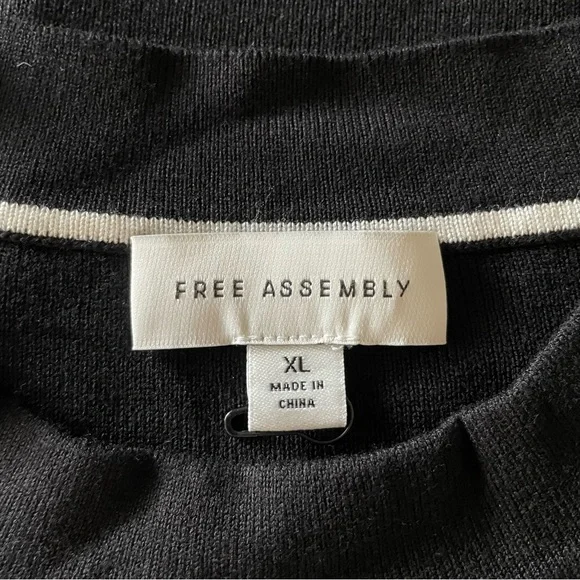 FREE ASSEMBLY
XL
MADE IN
CHINA